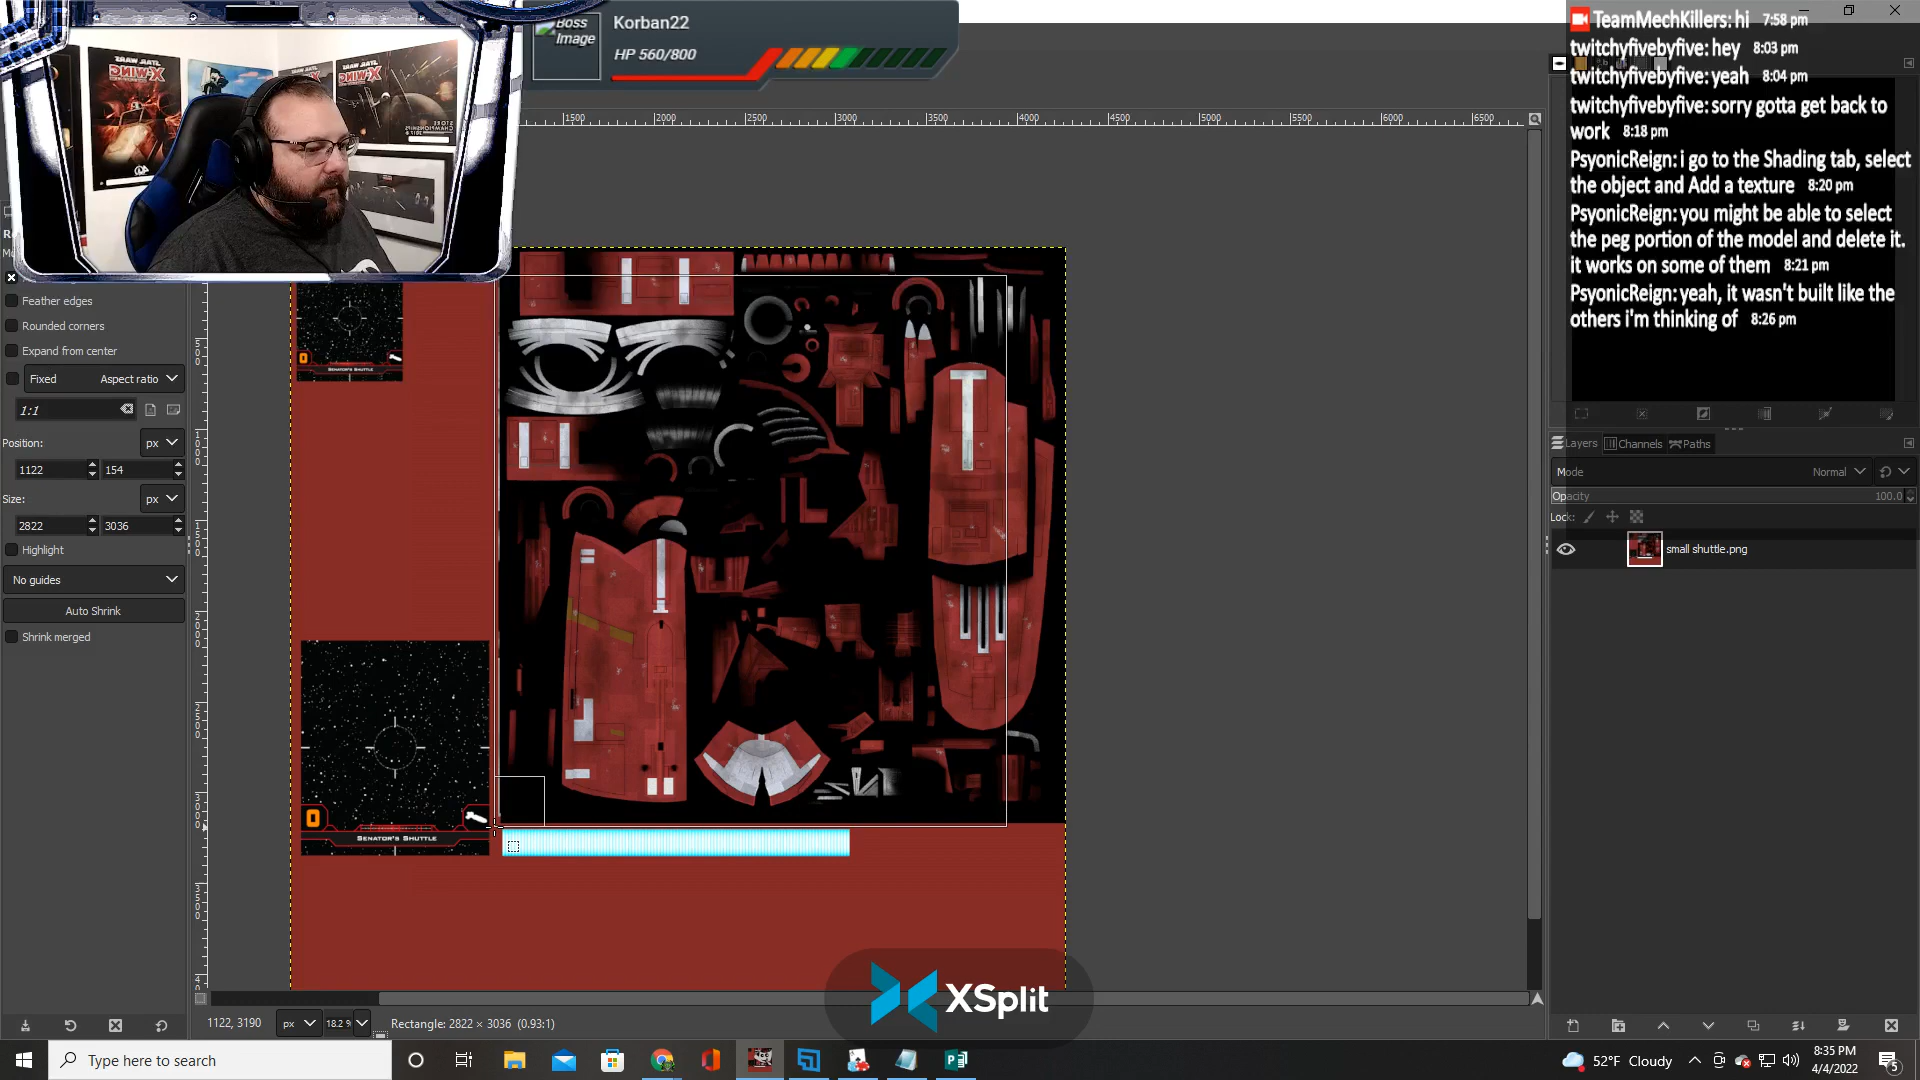 Boss
Image
Korban22
HP 560/800
TeamMechKillers: hi 7:58 pm
twitchyfivebyfive: hey 8:03 pm
twitchyfivebyfive: yeah 8:04 pm
twitchyfivebyfive: sorry gotta get back to
work 8:18 pm
PsyonicReign: i go to the Shading tab, select
the object and Add a texture 8:20 pm
PsyonicReign: you might be able to select
the peg portion of the model and delete it.
it works on some of them 8:21 pm
PsyonicReign: yeah, it wasn't built like the
others i'm thinking of 8:26 pm
1500 2000 2500 3000 3500 4000 4500 5000 5500 6000 6500
Feather edges
Rounded corners
Expand from center
Fixed Aspect ratio
1:1
Position: px
1122 154
Size: px
2822 3036
Highlight
No guides
Auto Shrink
Shrink merged
SENATOR'S SHUTTLE
SENATOR'S SHUTTLE
Layers Channels Paths
Mode Normal
Opacity 100.0
Lock:
small shuttle.png
XSplit
1122, 3190 px 18.2 % Rectangle: 2822 × 3036 (0.93:1)
Type here to search
52°F Cloudy
8:35 PM
4/4/2022
5